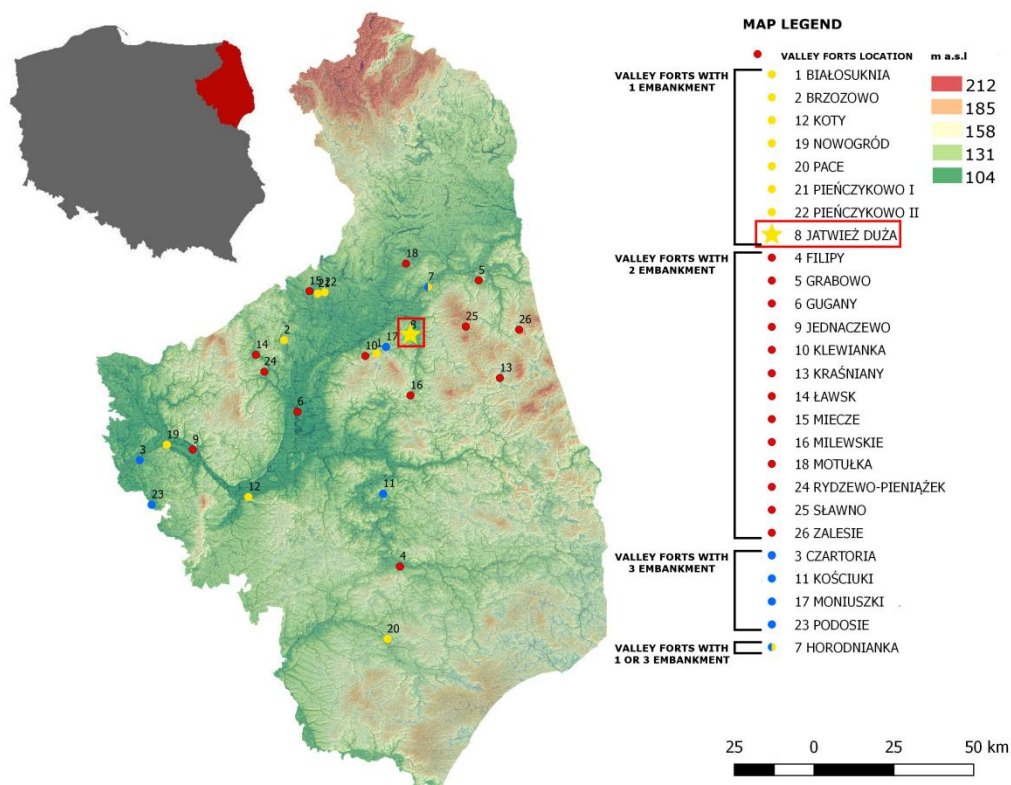 MAP LEGEND
VALLEY FORTS LOCATION
m a.s.l
VALLEY FORTS WITH
1 EMBANKMENT
1 BIAŁOSUKNIA
2 BRZOZOWO
12 KOTY
19 NOWOGRÓD
20 PACE
21 PIEŃCZYKOWO I
22 PIEŃCZYKOWO II
8 JATWIEŻ DUŻA
212
185
158
131
104
VALLEY FORTS WITH
2 EMBANKMENT
4 FILIPY
5 GRABOWO
6 GUGANY
9 JEDNACZEWO
10 KLEWIANKA
13 KRAŚNIANY
14 ŁAWSK
15 MIECZE
16 MILEWSKIE
18 MOTUŁKA
24 RYDZEWO-PIENIĄŻEK
25 SŁAWNO
26 ZALESIE
VALLEY FORTS WITH
3 EMBANKMENT
3 CZARTORIA
11 KOŚCIUKI
17 MONIUSZKI
23 PODOSIE
VALLEY FORTS WITH
1 OR 3 EMBANKMENT
7 HORODNIANKA
18
5
7
15
21
22
25
26
8
2
17
10
1
14
24
13
16
6
19
9
3
12
11
23
4
20
25
0
25
50 km